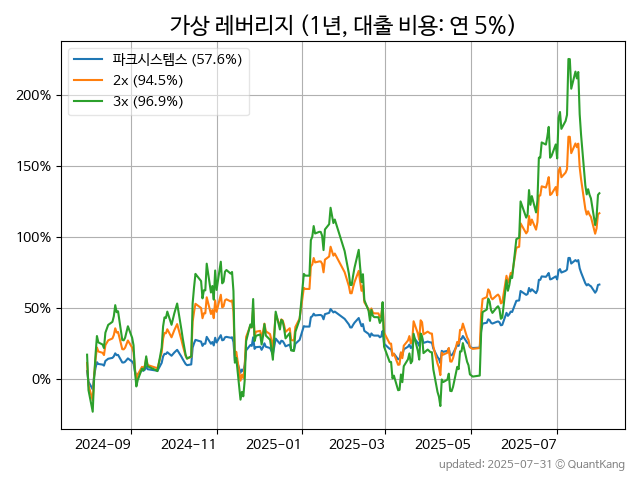 가상 레버리지 (1년, 대출 비용: 연 5%)
파크시스템스 (57.6%)
2x (94.5%)
3x (96.9%)
200%
150%
100%
50%
0%
2024-09 2024-11 2025-01 2025-03 2025-05 2025-07
updated: 2025-07-31 © QuantKang